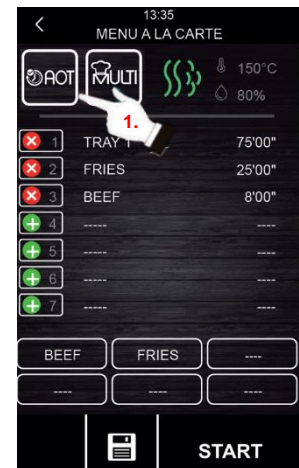 13:35
MENU A LA CARTE
AOT MULTI 150°C
80%
1.
1 TRAY 1 75'00"
2 FRIES 25'00"
3 BEEF 8'00"
4 ----- ----
5 ----- ----
6 ----- ----
7 ----- ----
BEEF FRIES ----
---- ---- ----
START